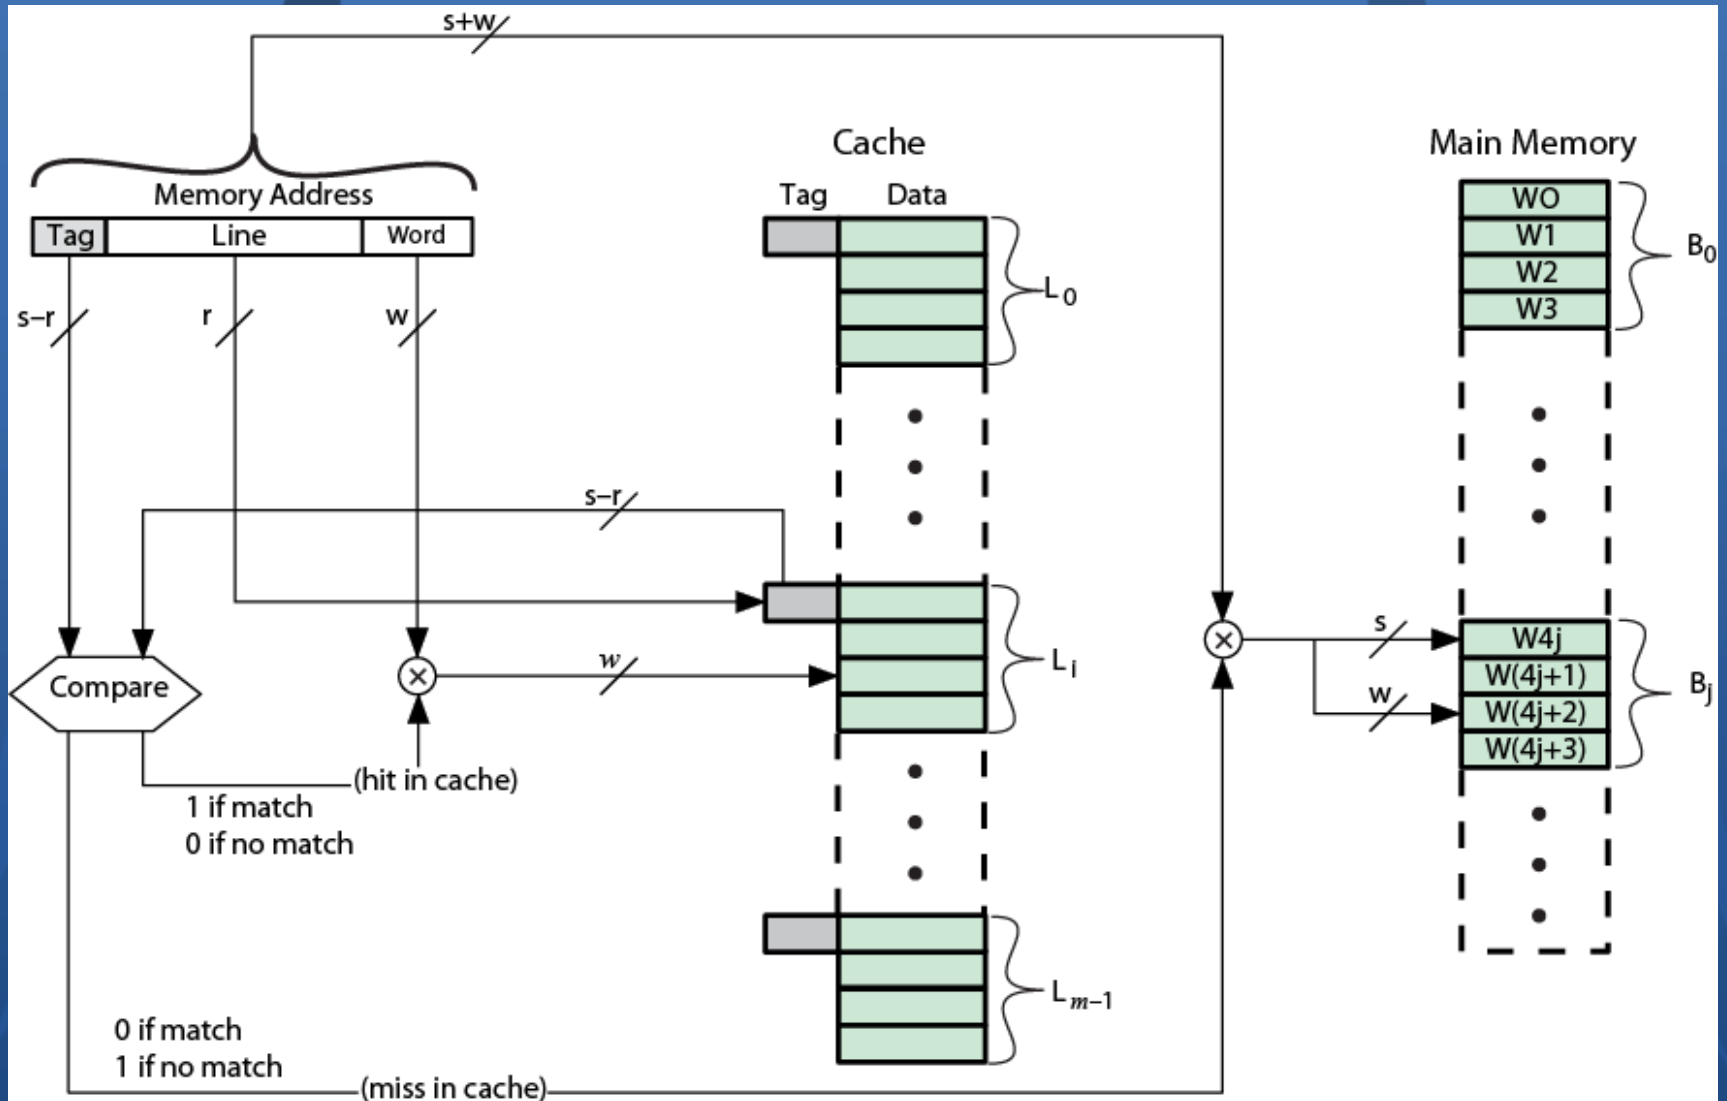 s+w
Cache
Main Memory
Memory Address
Tag Data
Tag Line Word
WO
W1
W2
W3
B0
L0
s–r r w
s–r
s
W4j
W(4j+1)
W(4j+2)
W(4j+3)
Bj
w
Li
w
Compare
(hit in cache)
1 if match
0 if no match
Lm–1
0 if match
1 if no match
(miss in cache)